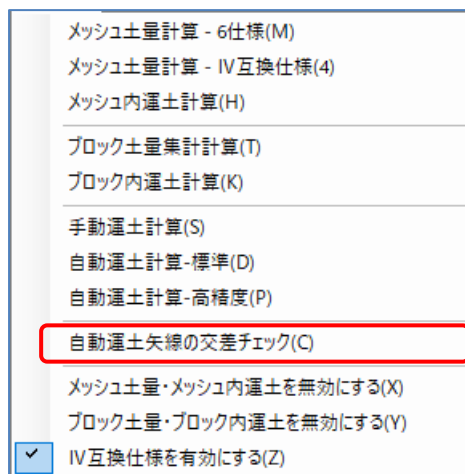 メッシュ土量計算 - 6仕様(M)
メッシュ土量計算 - IV互換仕様(4)
メッシュ内運土計算(H)
ブロック土量集計計算(T)
ブロック内運土計算(K)
手動運土計算(S)
自動運土計算-標準(D)
自動運土計算-高精度(P)
自動運土矢線の交差チェック(C)
メッシュ土量・メッシュ内運土を無効にする(X)
ブロック土量・ブロック内運土を無効にする(Y)
IV互換仕様を有効にする(Z)